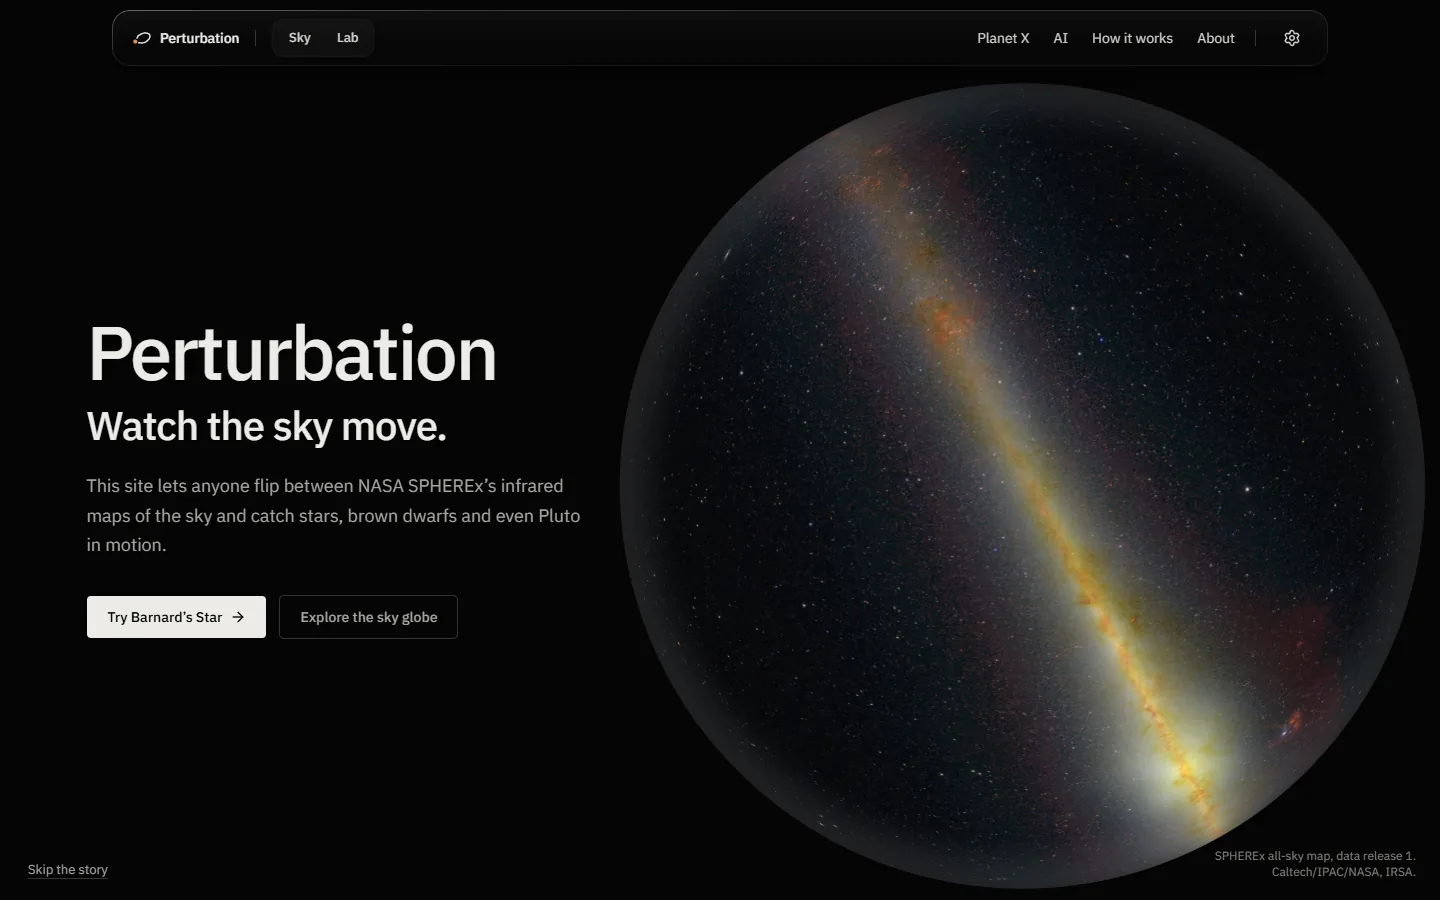 Perturbation
Sky
Lab
Planet X
AI
How it works
About
Perturbation
Watch the sky move.
This site lets anyone flip between NASA SPHEREx’s infrared
maps of the sky and catch stars, brown dwarfs and even Pluto
in motion.
Try Barnard’s Star →
Explore the sky globe
Skip the story
SPHEREx all-sky map, data release 1.
Caltech/IPAC/NASA, IRSA.